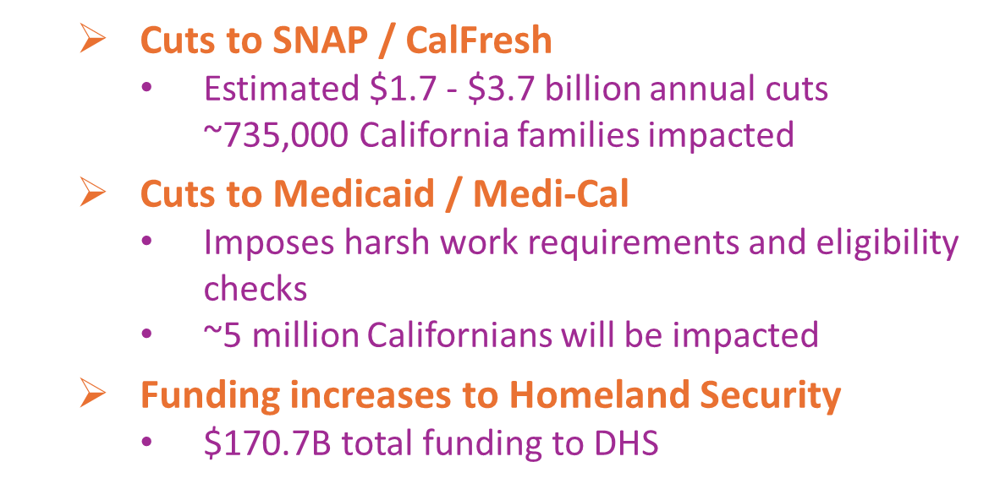 ➢ Cuts to SNAP / CalFresh
• Estimated $1.7 - $3.7 billion annual cuts
~735,000 California families impacted
➢ Cuts to Medicaid / Medi-Cal
• Imposes harsh work requirements and eligibility
checks
• ~5 million Californians will be impacted
➢ Funding increases to Homeland Security
• $170.7B total funding to DHS